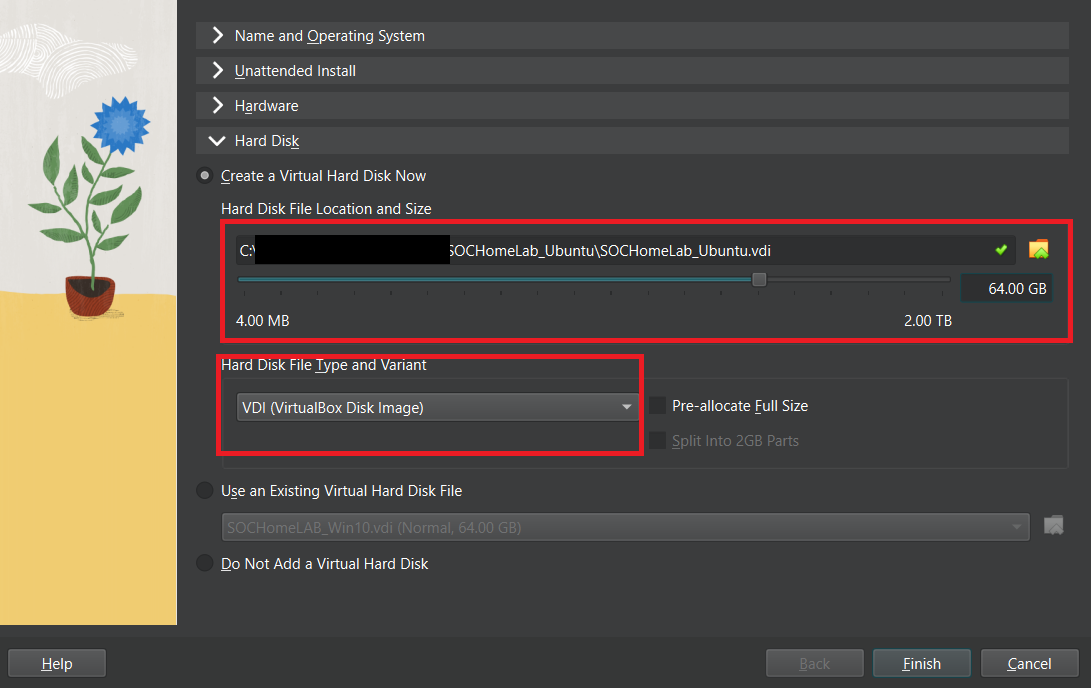 Name and Operating System
Unattended Install
Hardware
Hard Disk
Create a Virtual Hard Disk Now
Hard Disk File Location and Size
C:\ SOCHomeLab_Ubuntu\SOCHomeLab_Ubuntu.vdi
64.00 GB
4.00 MB 2.00 TB
Hard Disk File Type and Variant
VDI (VirtualBox Disk Image) Pre-allocate Full Size
Split Into 2GB Parts
Use an Existing Virtual Hard Disk File
SOCHomeLAB_Win10.vdi (Normal, 64.00 GB)
Do Not Add a Virtual Hard Disk
Help Back Finish Cancel